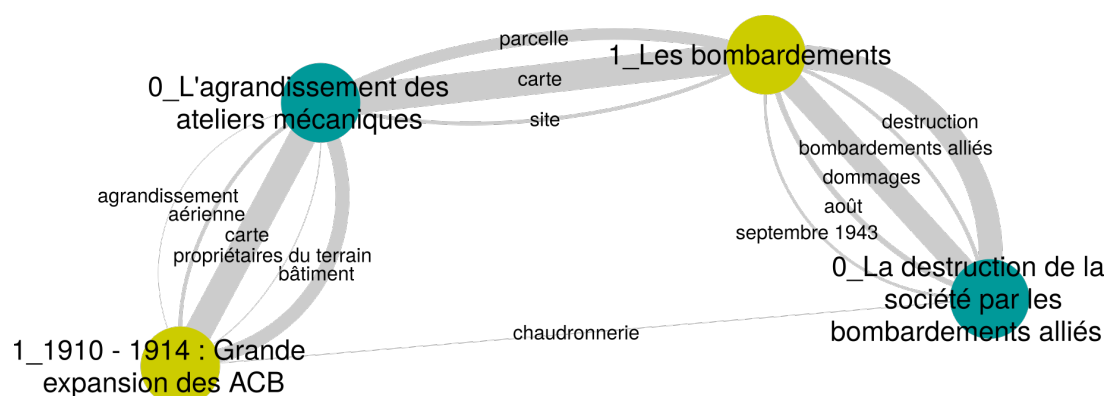 parcelle
1_Les bombardements
carte
0_L'agrandissement des
ateliers mécaniques
site
destruction
bombardements alliés
dommages
août
septembre 1943
agrandissement
aérienne
carte
propriétaires du terrain
bâtiment
0_La destruction de la
société par les
bombardements alliés
chaudronnerie
1_1910 - 1914 : Grande
expansion des ACB